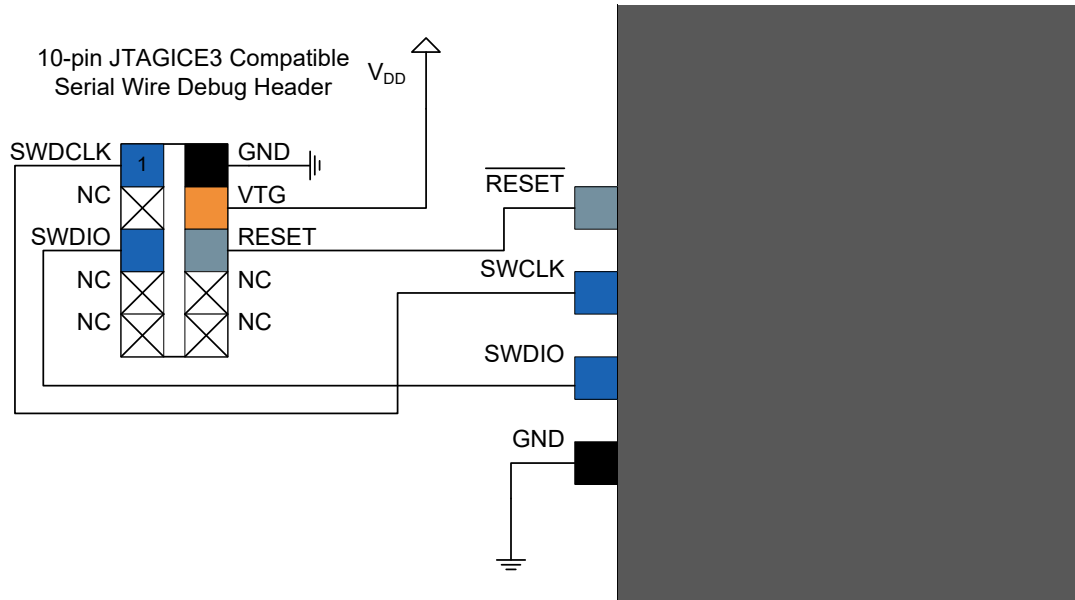 10-pin JTAGICE3 Compatible
Serial Wire Debug Header
VDD
SWDCLK
1
GND
NC
VTG
SWDIO
RESET
NC
NC
NC
NC
RESET
SWCLK
SWDIO
GND